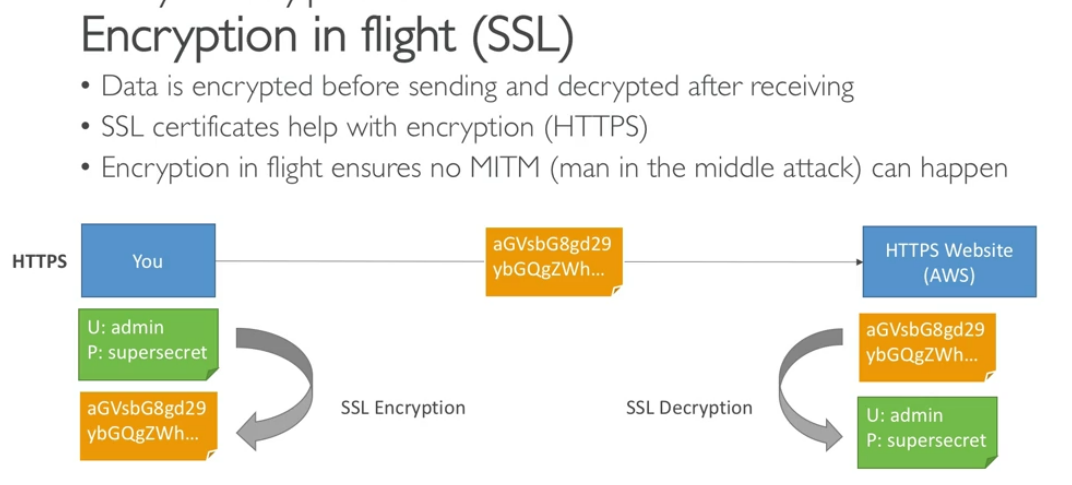 Encryption in flight (SSL)
• Data is encrypted before sending and decrypted after receiving
• SSL certificates help with encryption (HTTPS)
• Encryption in flight ensures no MITM (man in the middle attack) can happen
HTTPS
You
aGVsbG8gd29
ybGQgZWh...
HTTPS Website
(AWS)
U: admin
P: supersecret
aGVsbG8gd29
ybGQgZWh...
SSL Encryption
SSL Decryption
aGVsbG8gd29
ybGQgZWh...
U: admin
P: supersecret